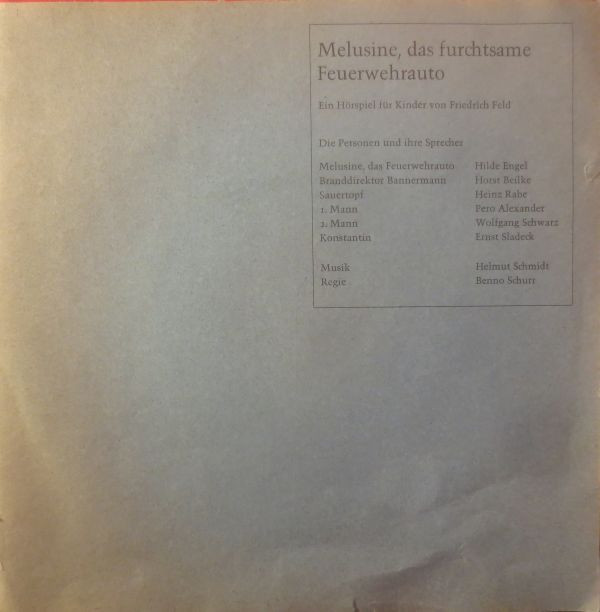 Melusine, das furchtsame
Feuerwehrauto
Ein Hörspiel für Kinder von Friedrich Feld
Die Personen und ihre Sprecher
Melusine, das Feuerwehrauto Hilde Engel
Branddirektor Bannermann Horst Beilke
Sauertopf Heinz Rabe
1. Mann Fero Alexander
2. Mann Wolfgang Schwarz
Konstantin Ernst Sladeck
Musik Helmut Schmidt
Regie Benno Schurr